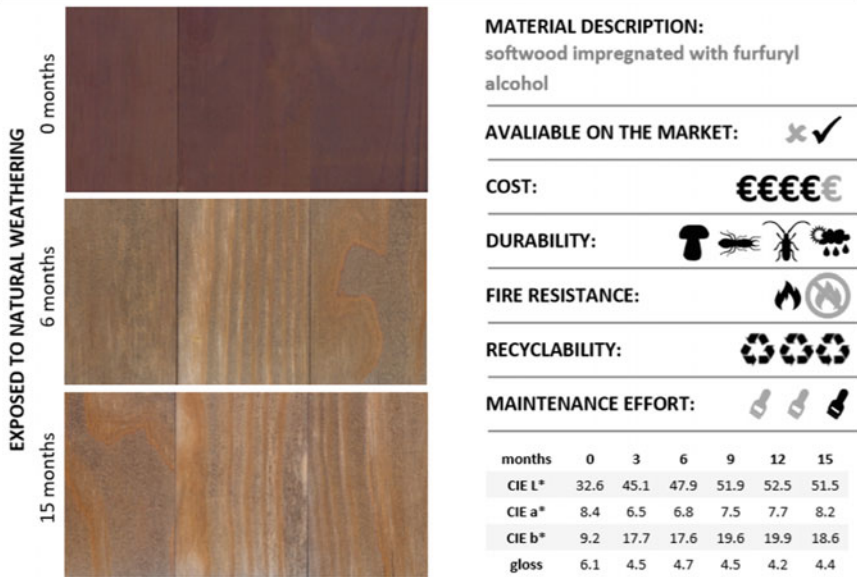 EXPOSED TO NATURAL WEATHERING
0 months
6 months
15 months
MATERIAL DESCRIPTION:
softwood impregnated with furfuryl
alcohol
AVALIABLE ON THE MARKET:
COST: €€€€€
DURABILITY:
FIRE RESISTANCE:
RECYCLABILITY:
MAINTENANCE EFFORT:
months 0 3 6 9 12 15
CIE L* 32.6 45.1 47.9 51.9 52.5 51.5
CIE a* 8.4 6.5 6.8 7.5 7.7 8.2
CIE b* 9.2 17.7 17.6 19.6 19.9 18.6
gloss 6.1 4.5 4.7 4.5 4.2 4.4